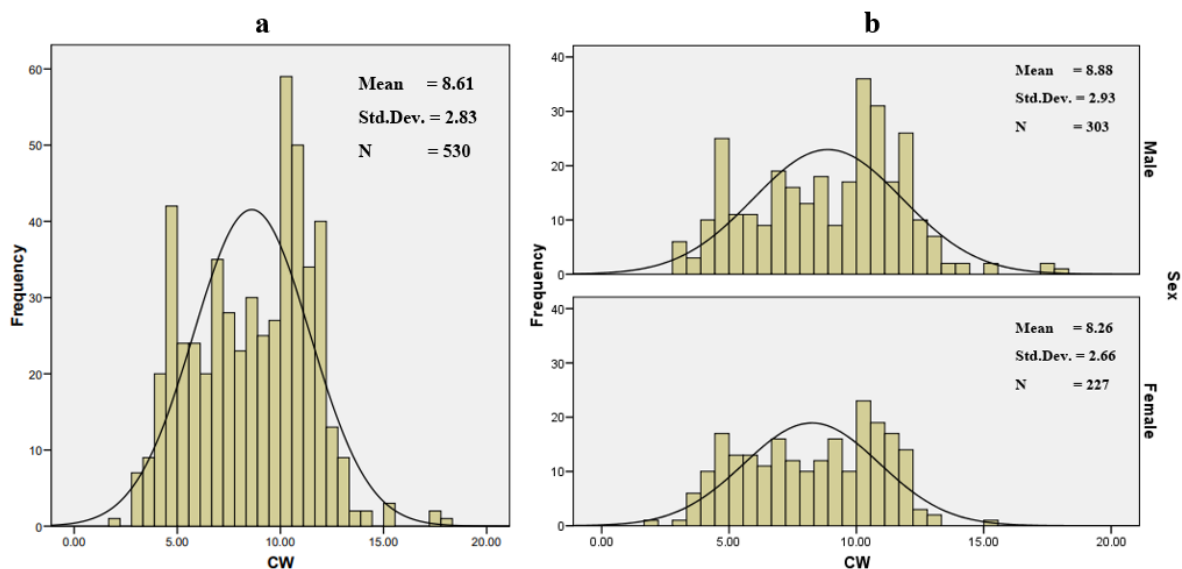 a
Mean = 8.61
Std.Dev. = 2.83
N = 530
Frequency
60
50
40
30
20
10
0
0.00 5.00 10.00 15.00 20.00
CW
b
Mean = 8.88
Std.Dev. = 2.93
N = 303
Male
40
30
20
10
0
Mean = 8.26
Std.Dev. = 2.66
N = 227
Female
40
30
20
10
0
Frequency
Sex
0.00 5.00 10.00 15.00 20.00
CW